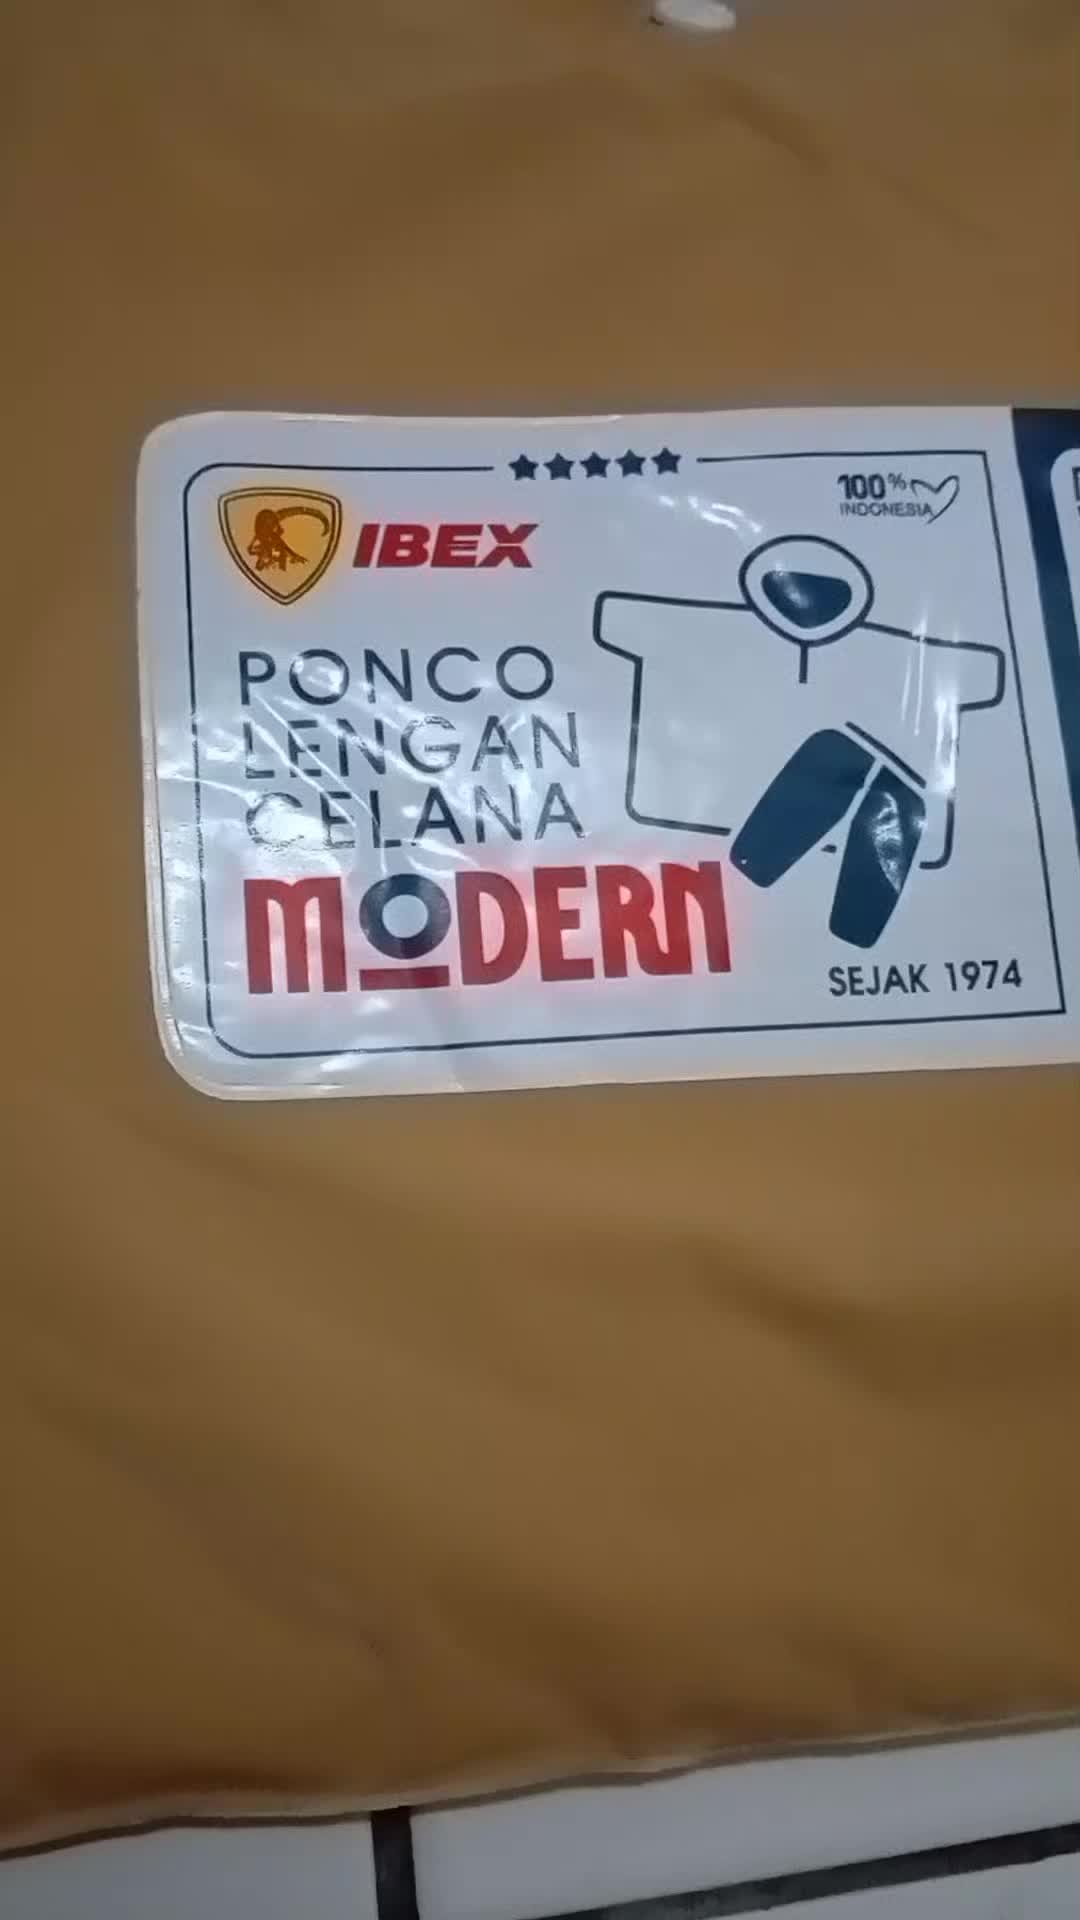 IBEX
100%
INDONESIA
PONCO
LENGAN
CELANA
MODERN
SEJAK 1974